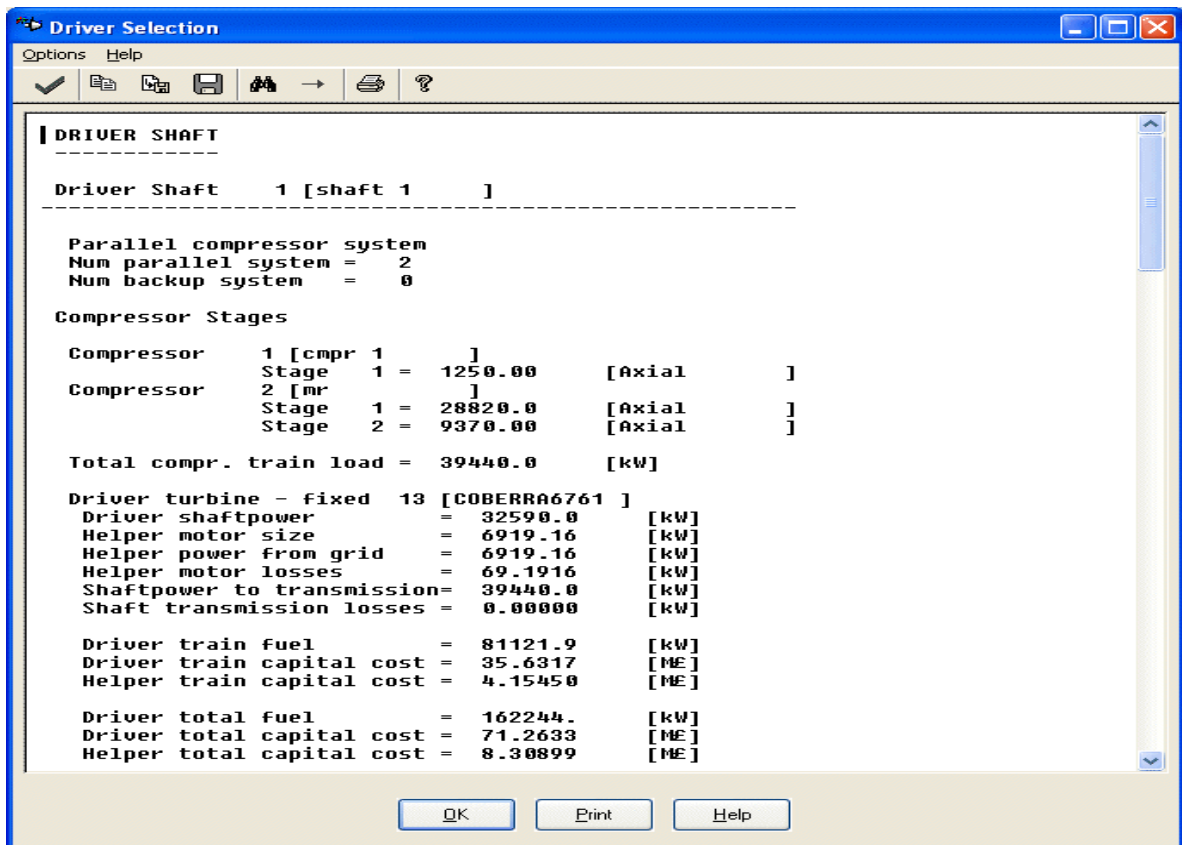 Driver Selection
Options Help
DRIVER SHAFT
------------
Driver Shaft 1 [shaft 1 ]
-------------------------------------------------------
Parallel compressor system
Num parallel system = 2
Num backup system = 0
Compressor Stages
Compressor 1 [cmpr 1 ]
Stage 1 = 1250.00 [Axial ]
Compressor 2 [mr ]
Stage 1 = 28820.0 [Axial ]
Stage 2 = 9370.00 [Axial ]
Total compr. train load = 39440.0 [kW]
Driver turbine - fixed 13 [COBERRA6761 ]
Driver shaftpower = 32590.0 [kW]
Helper motor size = 6919.16 [kW]
Helper power from grid = 6919.16 [kW]
Helper motor losses = 69.1916 [kW]
Shaftpower to transmission= 39440.0 [kW]
Shaft transmission losses = 0.00000 [kW]
Driver train fuel = 81121.9 [kW]
Driver train capital cost = 35.6317 [M£]
Helper train capital cost = 4.15450 [M£]
Driver total fuel = 162244. [kW]
Driver total capital cost = 71.2633 [M£]
Helper total capital cost = 8.30899 [M£]
OK Print Help